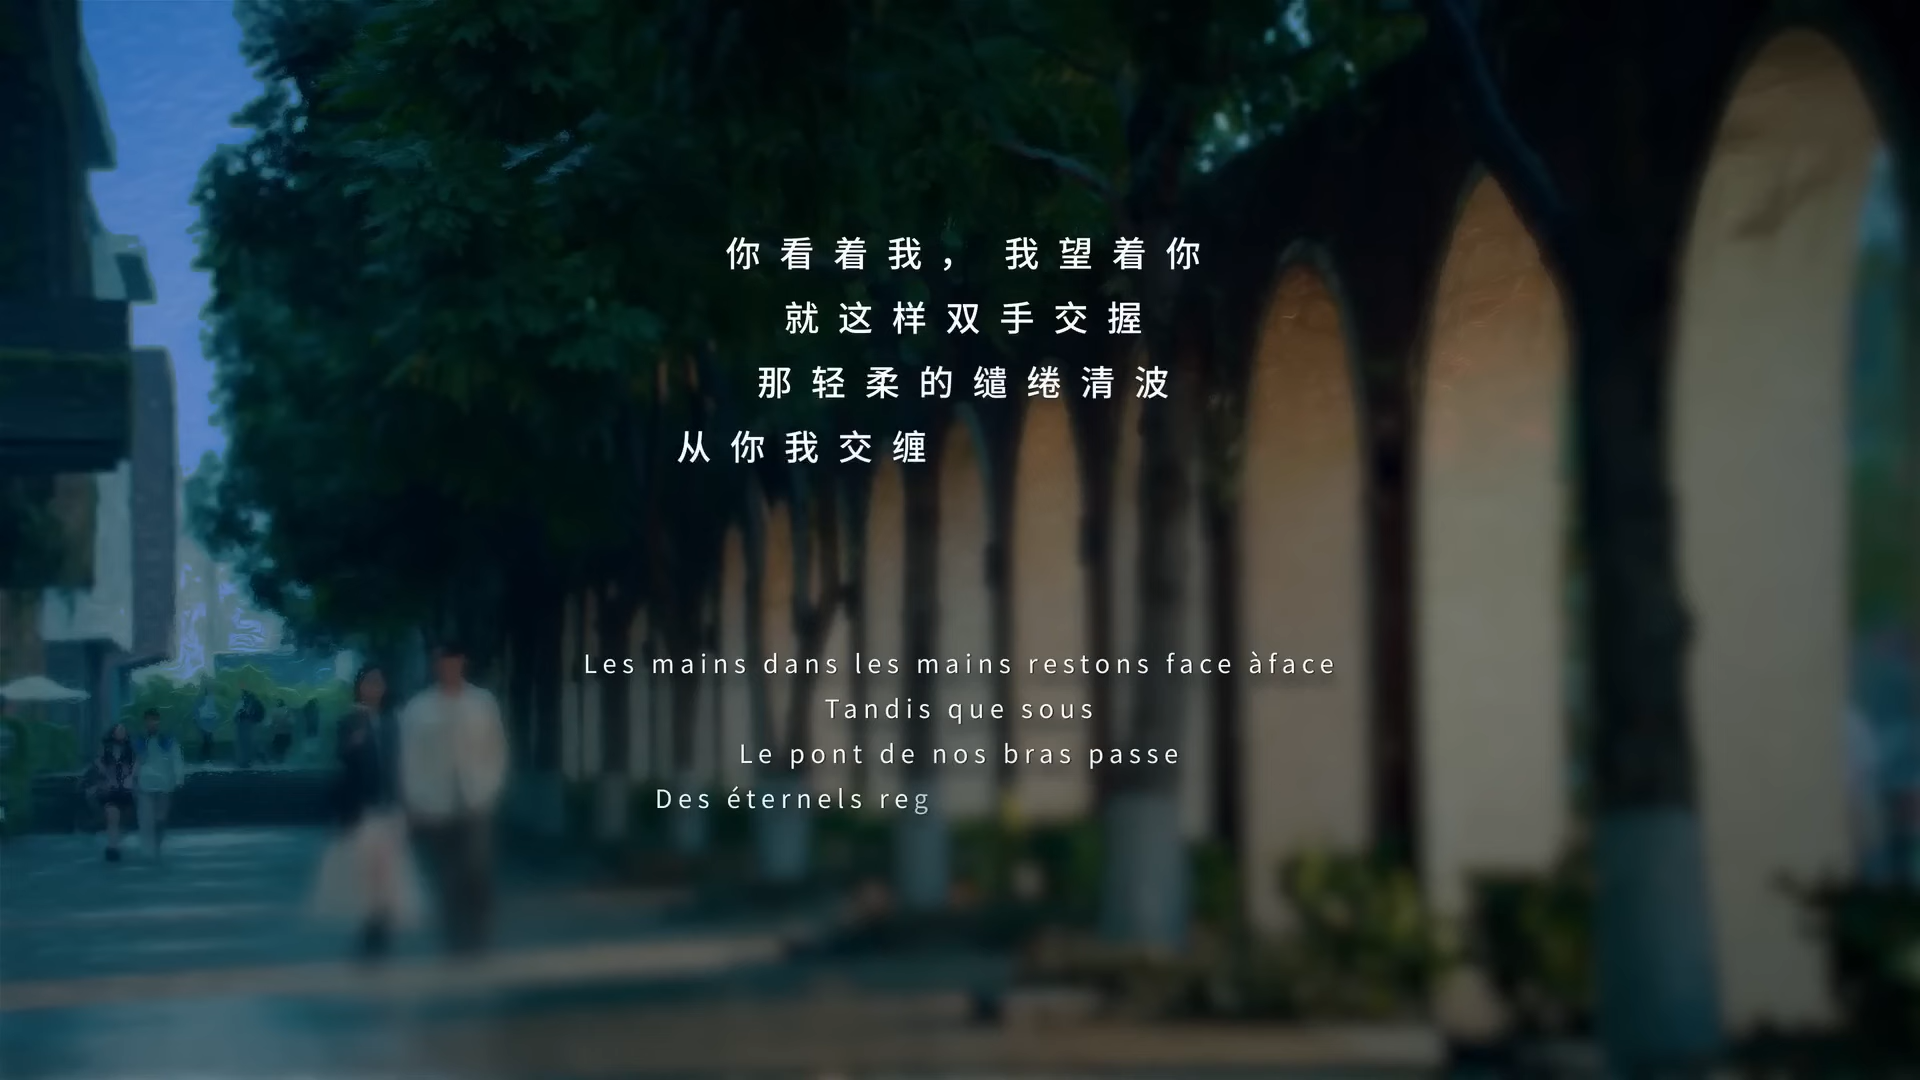 你看着我， 我望着你
就这样双手交握
那轻柔的缱绻清波
从你我交缠
Les mains dans les mains restons face àface
Tandis que sous
Le pont de nos bras passe
Des éternels reg